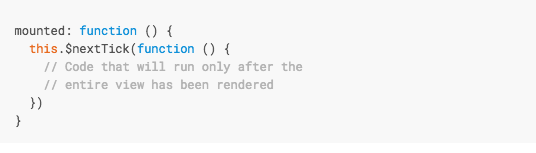 mounted: function () {
  this.$nextTick(function () {
    // Code that will run only after the
    // entire view has been rendered
  })
}